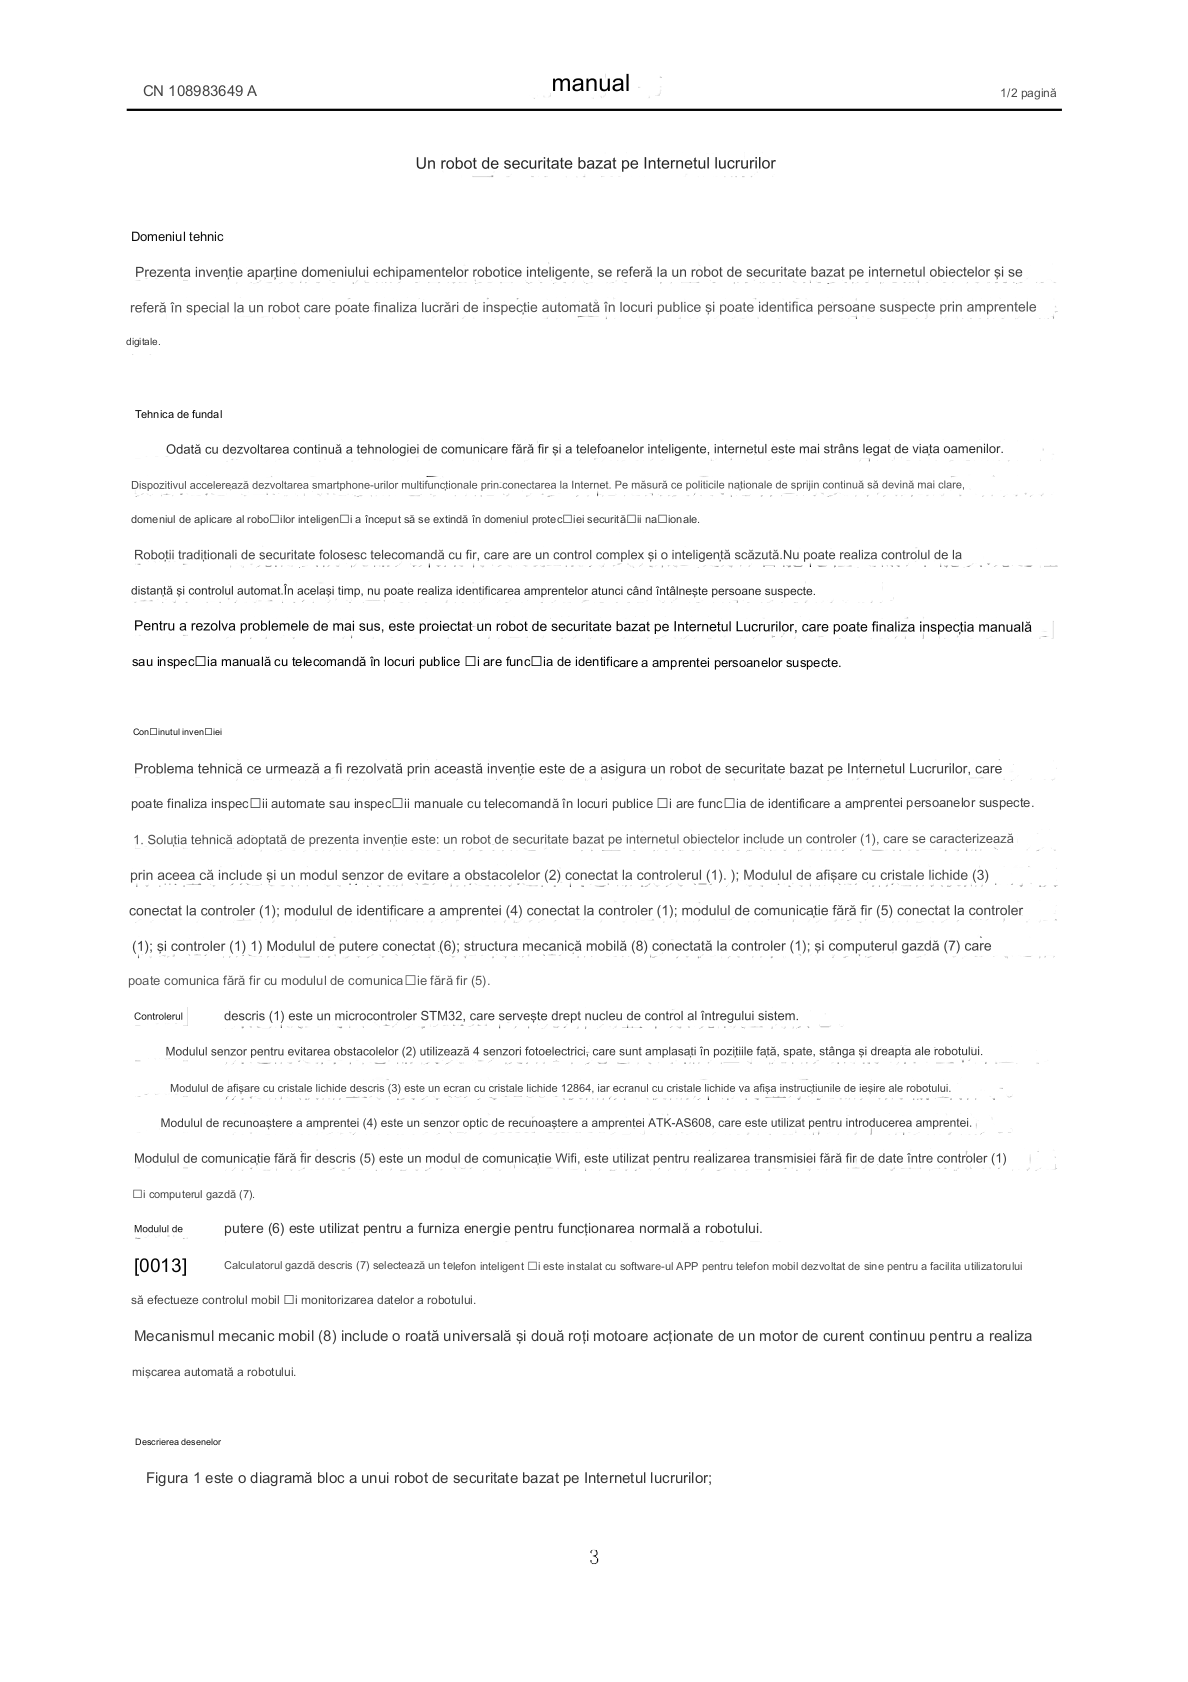 CN 108983649 A
manual
1/2 pagină
Un robot de securitate bazat pe Internetul lucrurilor
Domeniul tehnic
Prezenta invenție aparține domeniului echipamentelor robotice inteligente, se referă la un robot de securitate bazat pe internetul obiectelor și se
referă în special la un robot care poate finaliza lucrări de inspecție automată în locuri publice și poate identifica persoane suspecte prin amprentele
digitale.
Tehnica de fundal
Odată cu dezvoltarea continuă a tehnologiei de comunicare fără fir și a telefoanelor inteligente, internetul este mai strâns legat de viața oamenilor.
Dispozitivul accelerează dezvoltarea smartphone-urilor multifuncționale prin conectarea la Internet. Pe măsură ce politicile naționale de sprijin continuă să devină mai clare,
domeniul de aplicare al robo□ilor inteligen□i a început să se extindă în domeniul protec□iei securită□ii na□ionale.
Roboții tradiționali de securitate folosesc telecomandă cu fir, care are un control complex și o inteligență scăzută.Nu poate realiza controlul de la
distanță și controlul automat.În același timp, nu poate realiza identificarea amprentelor atunci când întâlnește persoane suspecte.
Pentru a rezolva problemele de mai sus, este proiectat un robot de securitate bazat pe Internetul Lucrurilor, care poate finaliza inspecția manuală
sau inspec□ia manuală cu telecomandă în locuri publice □i are func□ia de identificare a amprentei persoanelor suspecte.
Con□inutul inven□iei
Problema tehnică ce urmează a fi rezolvată prin această invenție este de a asigura un robot de securitate bazat pe Internetul Lucrurilor, care
poate finaliza inspec□ii automate sau inspec□ii manuale cu telecomandă în locuri publice □i are func□ia de identificare a amprentei persoanelor suspecte.
1. Soluția tehnică adoptată de prezenta invenție este: un robot de securitate bazat pe internetul obiectelor include un controler (1), care se caracterizează
prin aceea că include și un modul senzor de evitare a obstacolelor (2) conectat la controlerul (1). ); Modulul de afișare cu cristale lichide (3)
conectat la controler (1); modulul de identificare a amprentei (4) conectat la controler (1); modulul de comunicație fără fir (5) conectat la controler
(1); și controler (1) 1) Modulul de putere conectat (6); structura mecanică mobilă (8) conectată la controler (1); și computerul gazdă (7) care
poate comunica fără fir cu modulul de comunica□ie fără fir (5).
Controlerul descris (1) este un microcontroler STM32, care servește drept nucleu de control al întregului sistem.
Modulul senzor pentru evitarea obstacolelor (2) utilizează 4 senzori fotoelectrici, care sunt amplasați în pozițiile față, spate, stânga și dreapta ale robotului.
Modulul de afișare cu cristale lichide descris (3) este un ecran cu cristale lichide 12864, iar ecranul cu cristale lichide va afișa instrucțiunile de ieșire ale robotului.
Modulul de recunoaștere a amprentei (4) este un senzor optic de recunoaștere a amprentei ATK-AS608, care este utilizat pentru introducerea amprentei.
Modulul de comunicație fără fir descris (5) este un modul de comunicație Wifi, este utilizat pentru realizarea transmisiei fără fir de date între controler (1)
□i computerul gazdă (7).
Modulul de putere (6) este utilizat pentru a furniza energie pentru funcționarea normală a robotului.
[0013] Calculatorul gazdă descris (7) selectează un telefon inteligent □i este instalat cu software-ul APP pentru telefon mobil dezvoltat de sine pentru a facilita utilizatorului
să efectueze controlul mobil □i monitorizarea datelor a robotului.
Mecanismul mecanic mobil (8) include o roată universală și două roți motoare acționate de un motor de curent continuu pentru a realiza
mișcarea automată a robotului.
Descrierea desenelor
Figura 1 este o diagramă bloc a unui robot de securitate bazat pe Internetul lucrurilor;
3